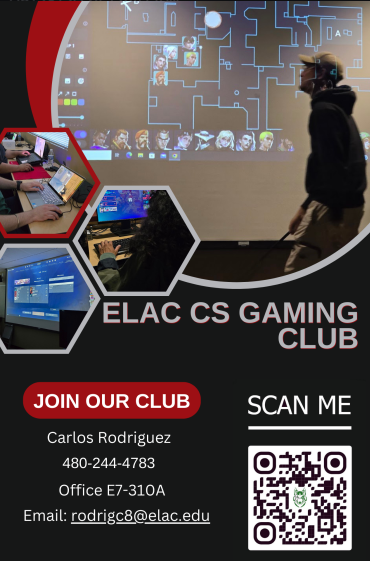 A
ELAC CS GAMING
CLUB
JOIN OUR CLUB
Carlos Rodriguez
480-244-4783
Office E7-310A
Email: rodrigc8@elac.edu
SCAN ME